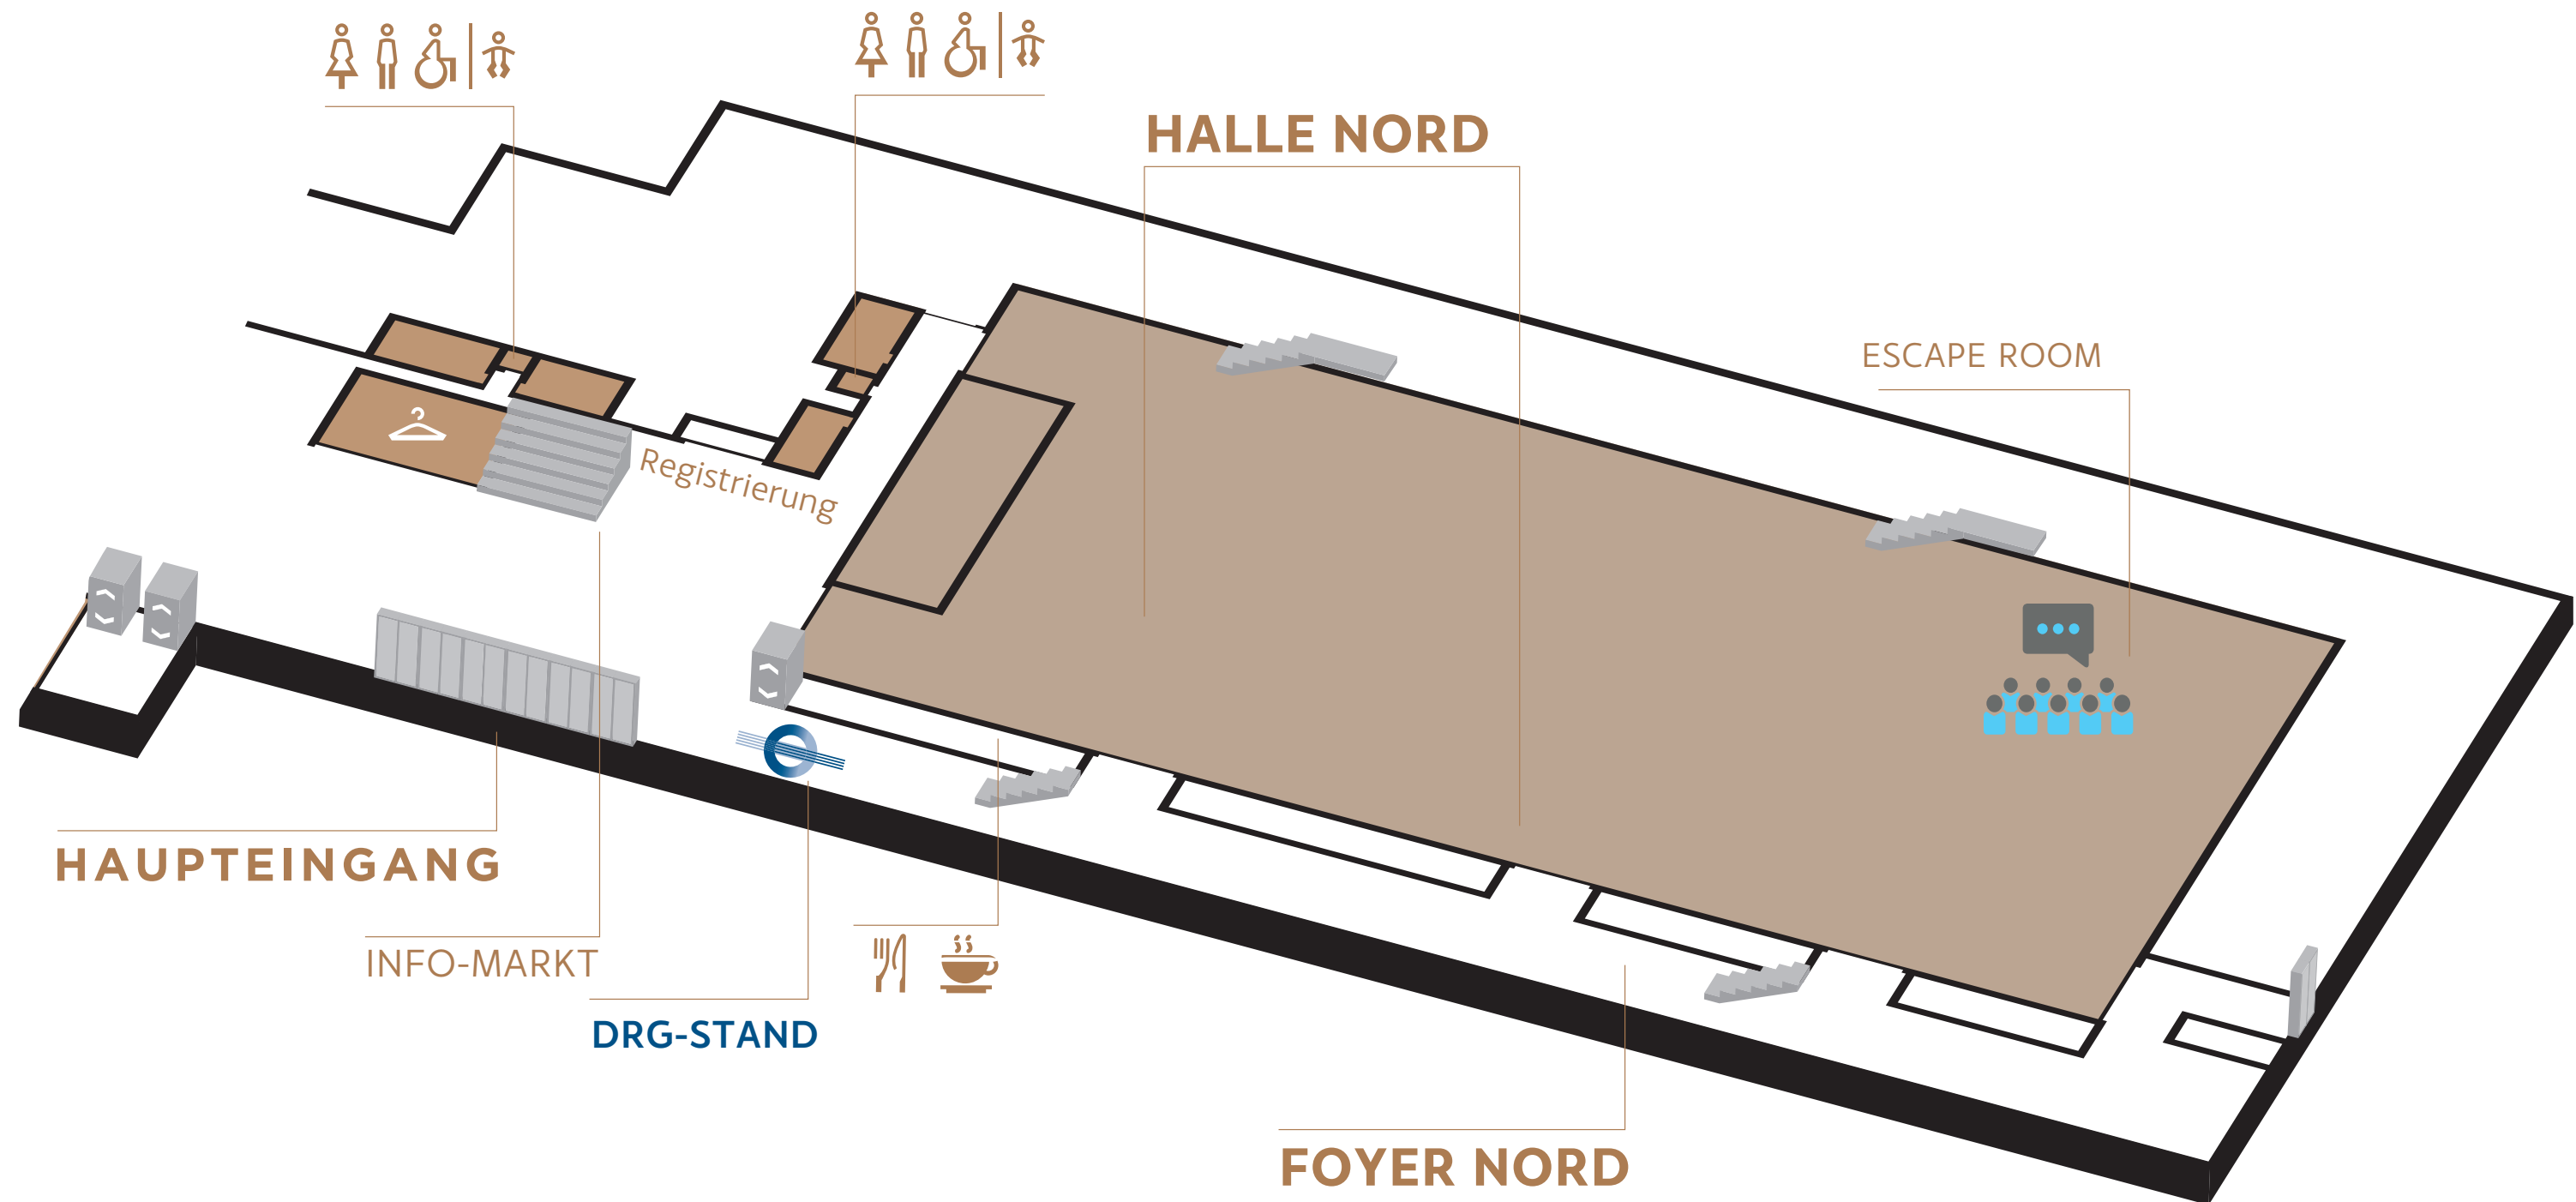 HALLE NORD
ESCAPE ROOM
Registrierung
HAUPTEINGANG
INFO-MARKT
DRG-STAND
FOYER NORD